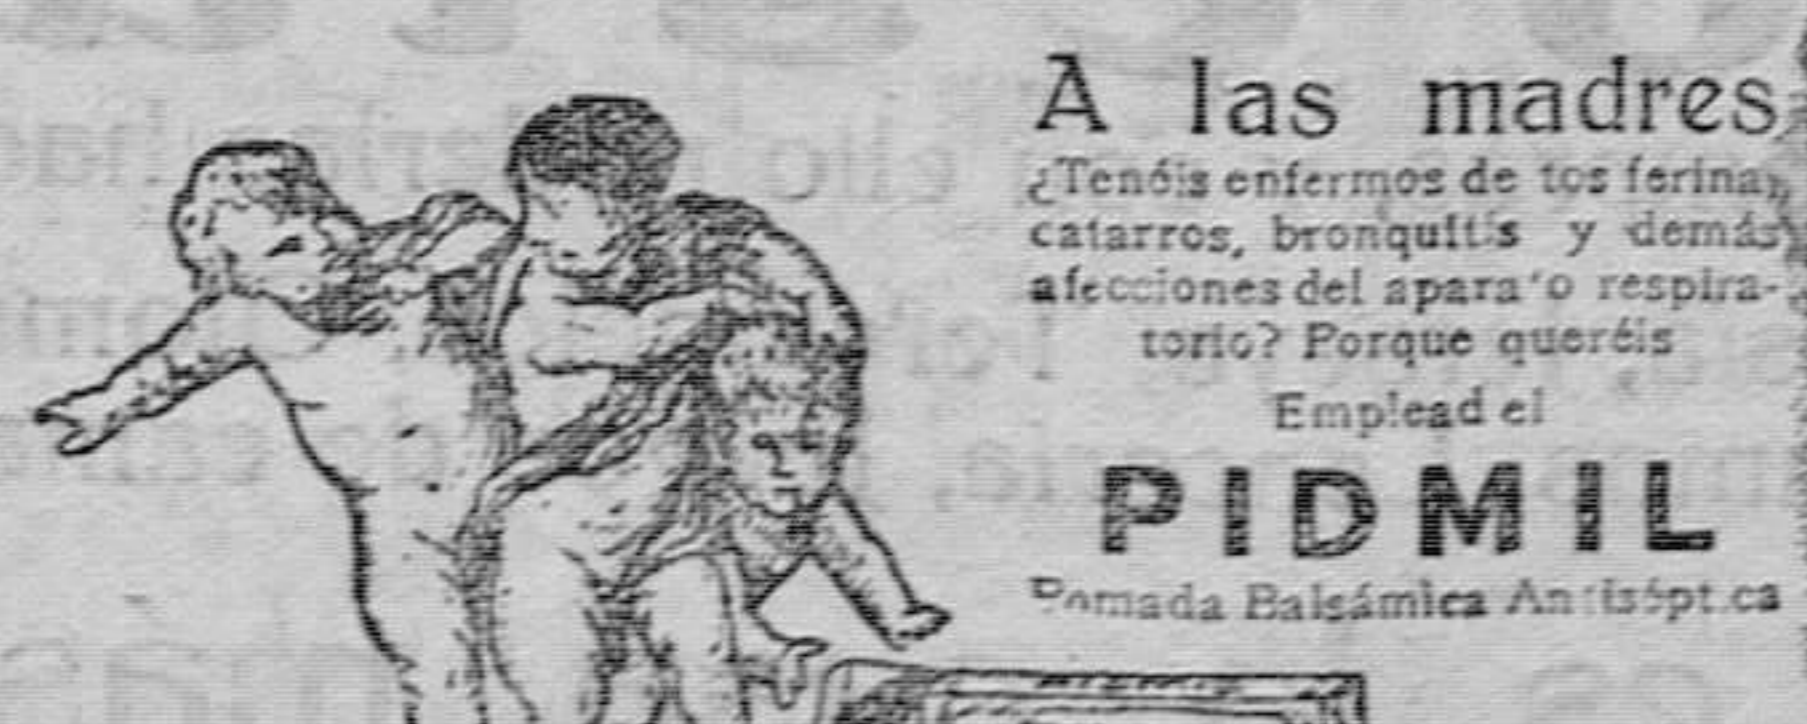 A las madres
¿Tenéis enfermos de tos ferina,
catarros, bronquitis y demás
afecciones del aparato respira-
torio? Porque queréis
Emplead el
PIDMIL
Pomada Balsámica Antiséptica